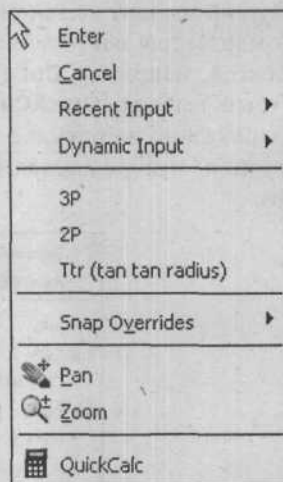 Enter
Cancel
Recent Input
Dynamic Input
3P
2P
Ttr (tan tan radius)
Snap Overrides
Pan
Zoom
QuickCalc